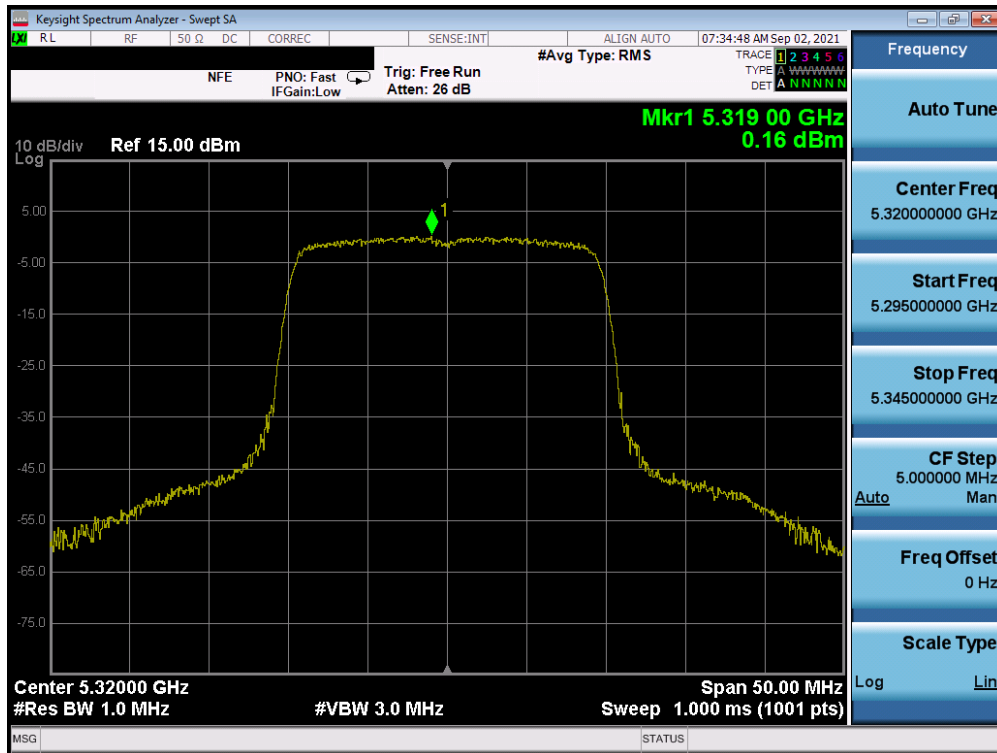 Keysight Spectrum Analyzer - Swept SA
LXI RL RF 50 Ω DC CORREC SENSE:INT ALIGN AUTO 07:34:48 AM Sep 02, 2021
#Avg Type: RMS
TRACE 1 2 3 4 5 6
TYPE A WWWWWW
DET A N N N N N
NFE
PNO: Fast
IFGain:Low
Trig: Free Run
Atten: 26 dB
Mkr1 5.319 00 GHz
0.16 dBm
10 dB/div
Log
Ref 15.00 dBm
1
5.00
-5.00
-15.0
-25.0
-35.0
-45.0
-55.0
-65.0
-75.0
Center 5.32000 GHz
Span 50.00 MHz
#Res BW 1.0 MHz
#VBW 3.0 MHz
Sweep 1.000 ms (1001 pts)
MSG
STATUS
Frequency
Auto Tune
Center Freq
5.320000000 GHz
Start Freq
5.295000000 GHz
Stop Freq
5.345000000 GHz
CF Step
5.000000 MHz
Auto Man
Freq Offset
0 Hz
Scale Type
Log Lin